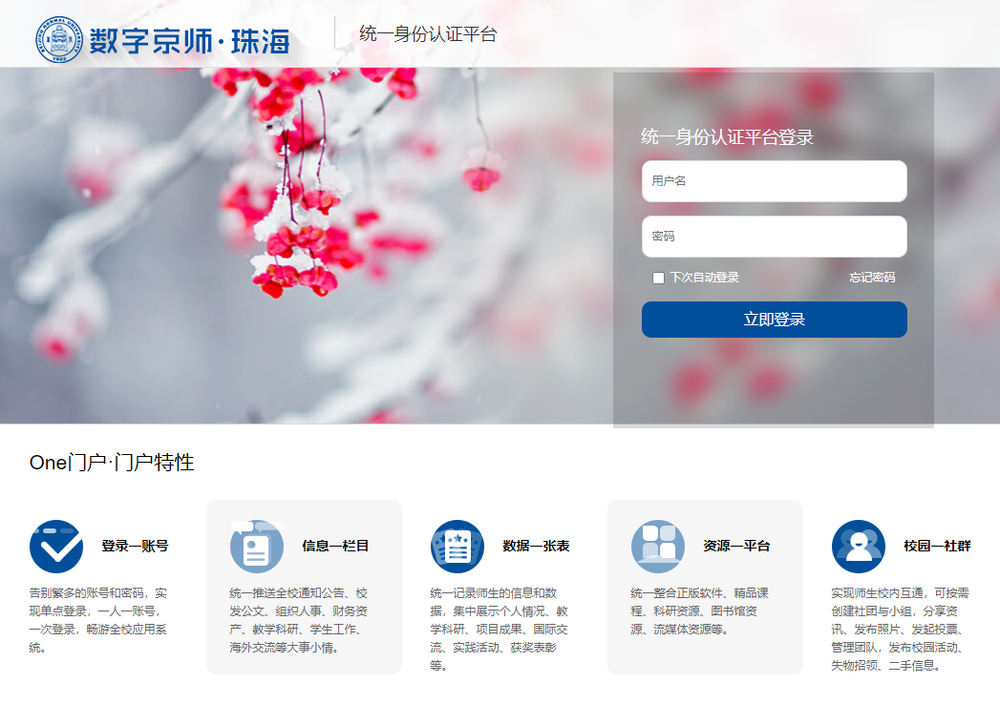 BEIJING NORMAL UNIVERSITY
1902
数字京师·珠海
统一身份认证平台
统一身份认证平台登录
用户名
密码
下次自动登录
忘记密码
立即登录
One门户·门户特性
登录一账号
告别繁多的账号和密码，实
现单点登录，一人一账号，
一次登录，畅游全校应用系
统。
信息一栏目
统一推送全校通知公告、校
发公文、组织人事、财务资
产、教学科研、学生工作、
海外交流等大事小情。
数据一张表
统一记录师生的信息和数
据，集中展示个人情况、教
学科研、项目成果、国际交
流、实践活动、获奖表彰
等。
资源一平台
统一整合正版软件、精品课
程、科研资源、图书馆资
源、流媒体资源等。
校园一社群
实现师生校内互通，可按需
创建社团与小组，分享资
讯、发布照片、发起投票、
管理团队，发布校园活动、
失物招领、二手信息。